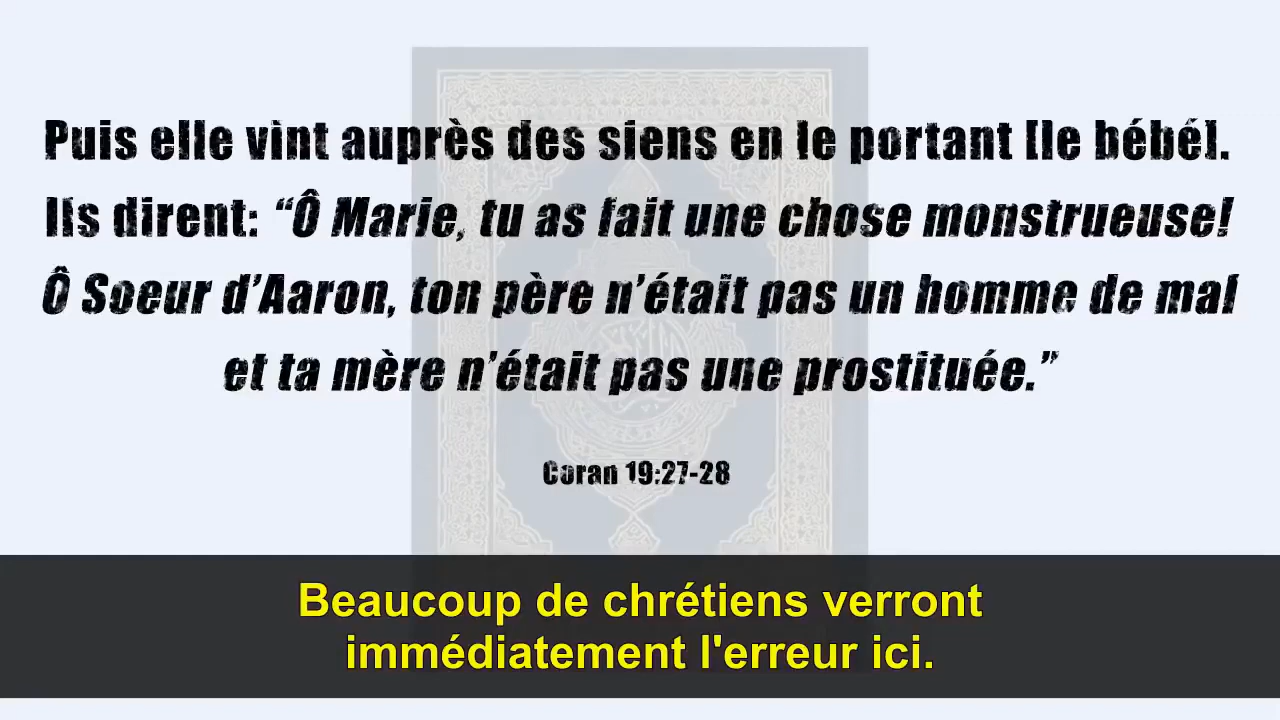 Puis elle vint auprès des siens en le portant [le bébé].
Ils dirent: “Ô Marie, tu as fait une chose monstrueuse!
Ô Soeur d’Aaron, ton père n’était pas un homme de mal
et ta mère n’était pas une prostituée.”
Coran 19:27-28
Beaucoup de chrétiens verront
immédiatement l'erreur ici.